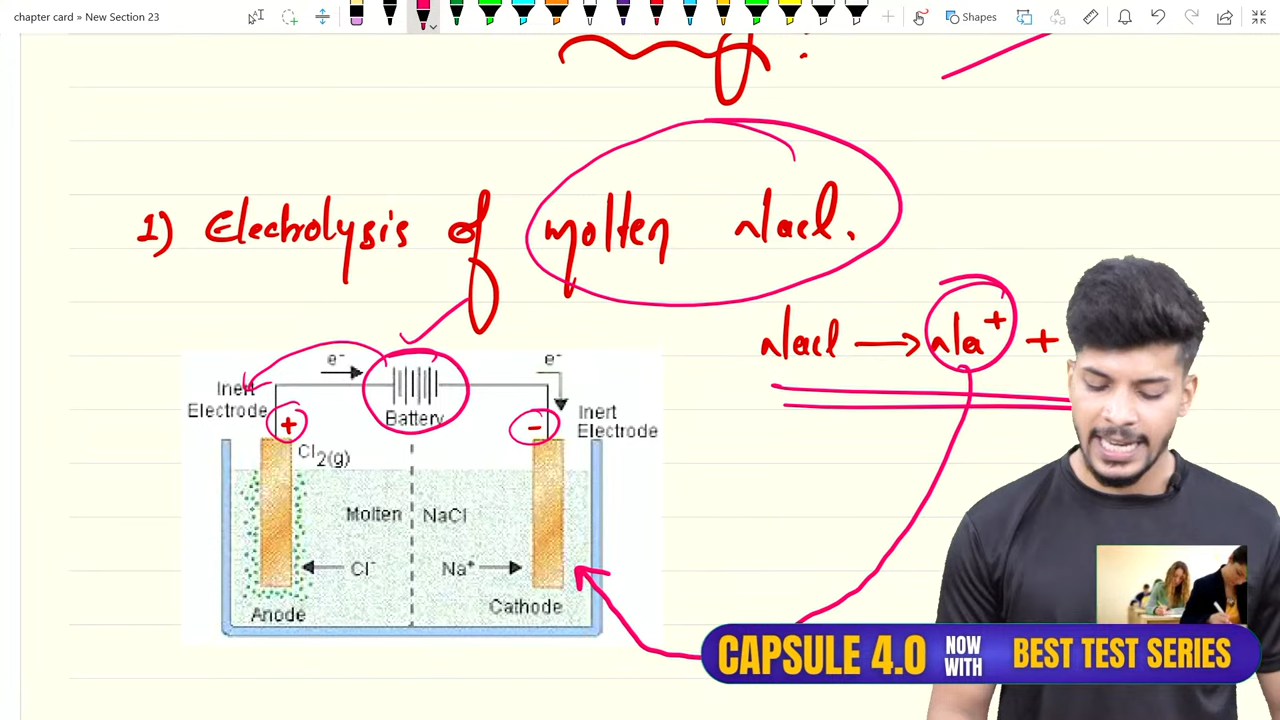 chapter card » New Section 23
Shapes
1) Electrolysis of molten Nacl.
Nacl → Na+ +
e⁻
e⁻
Inert
Electrode
Battery
Inert
Electrode
+
-
Cl2(g)
Molten NaCl
Cl⁻
Na⁺
Anode
Cathode
CAPSULE 4.0 NOW WITH BEST TEST SERIES